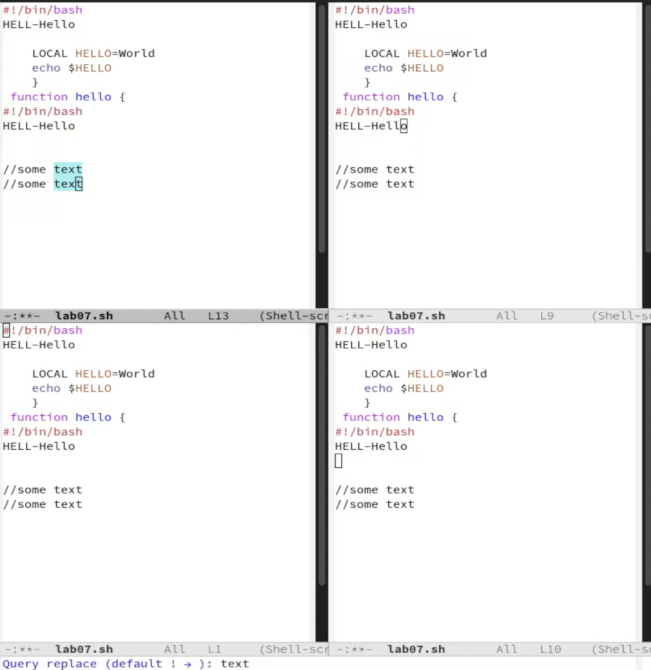 #!/bin/bash
HELL-Hello
LOCAL HELLO=World
echo $HELLO
}
function hello {
#!/bin/bash
HELL-Hello
//some text
//some text
-:**-  lab07.sh    All  L13    (Shell-scr
#!/bin/bash
HELL-Hello
LOCAL HELLO=World
echo $HELLO
}
function hello {
#!/bin/bash
HELL-Hello
//some text
//some text
-:**-  lab07.sh    All  L9    (Shell-sc
#!/bin/bash
HELL-Hello
LOCAL HELLO=World
echo $HELLO
}
function hello {
#!/bin/bash
HELL-Hello
//some text
//some text
-:**-  lab07.sh    All  L1    (Shell-scr
#!/bin/bash
HELL-Hello
LOCAL HELLO=World
echo $HELLO
}
function hello {
#!/bin/bash
HELL-Hello
//some text
//some text
-:**-  lab07.sh    All  L10    (Shell-sc
Query replace (default ! → ): text